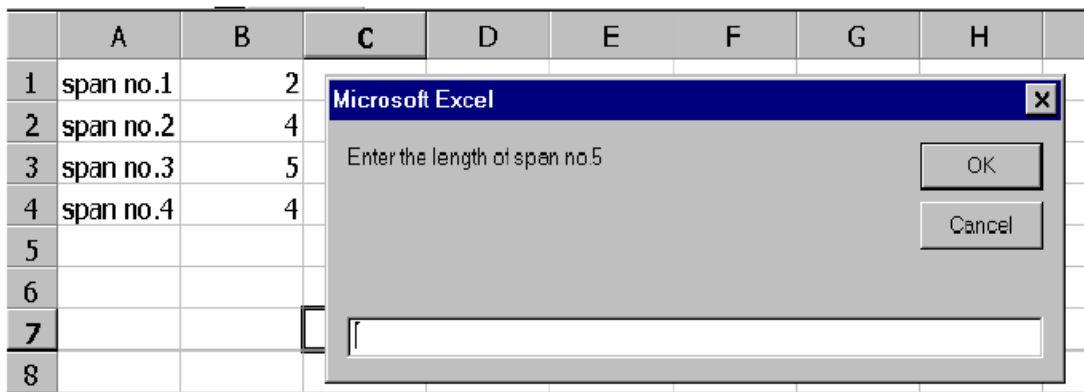 A B C D E F G H
1 span no.1 2
Microsoft Excel
2 span no.2 4
Enter the length of span no.5
OK
3 span no.3 5
4 span no.4 4
Cancel
5
6
7
8